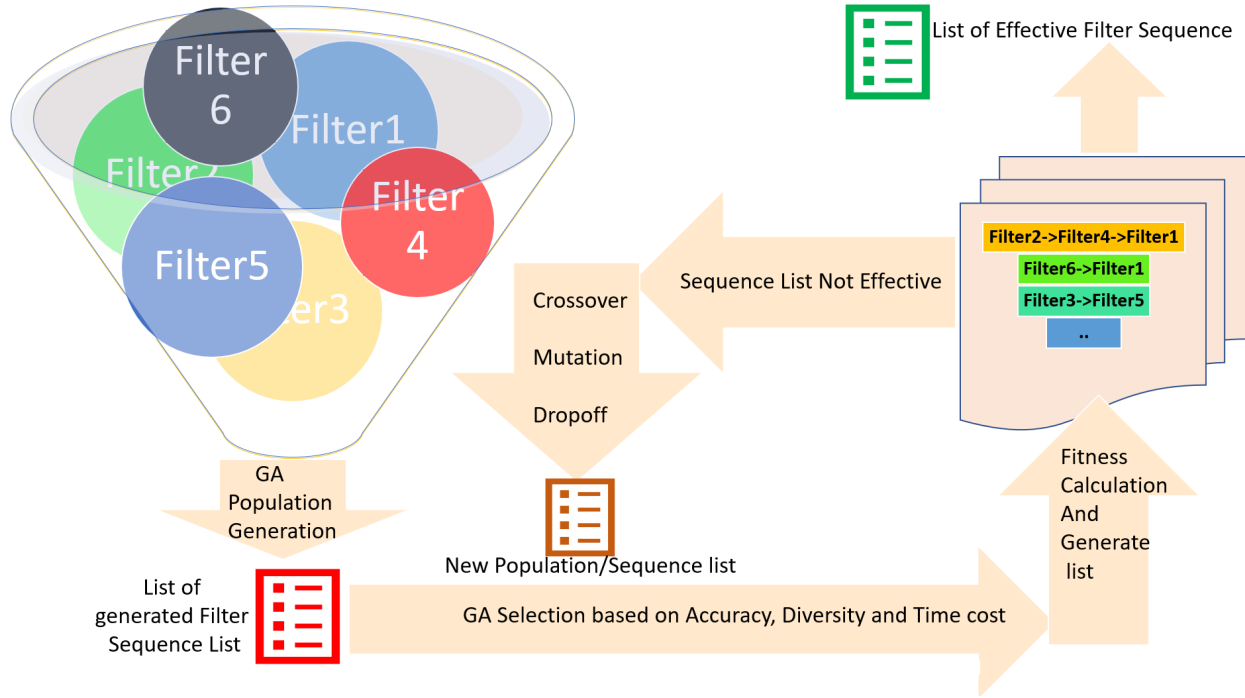 Filter
6
Filter1
Filter2
Filter
4
Filter5
ter3
GA
Population
Generation
List of
generated Filter
Sequence List
Crossover
Mutation
Dropoff
New Population/Sequence list
GA Selection based on Accuracy, Diversity and Time cost
Sequence List Not Effective
List of Effective Filter Sequence
Filter2->Filter4->Filter1
Filter6->Filter1
Filter3->Filter5
..
Fitness
Calculation
And
Generate
list